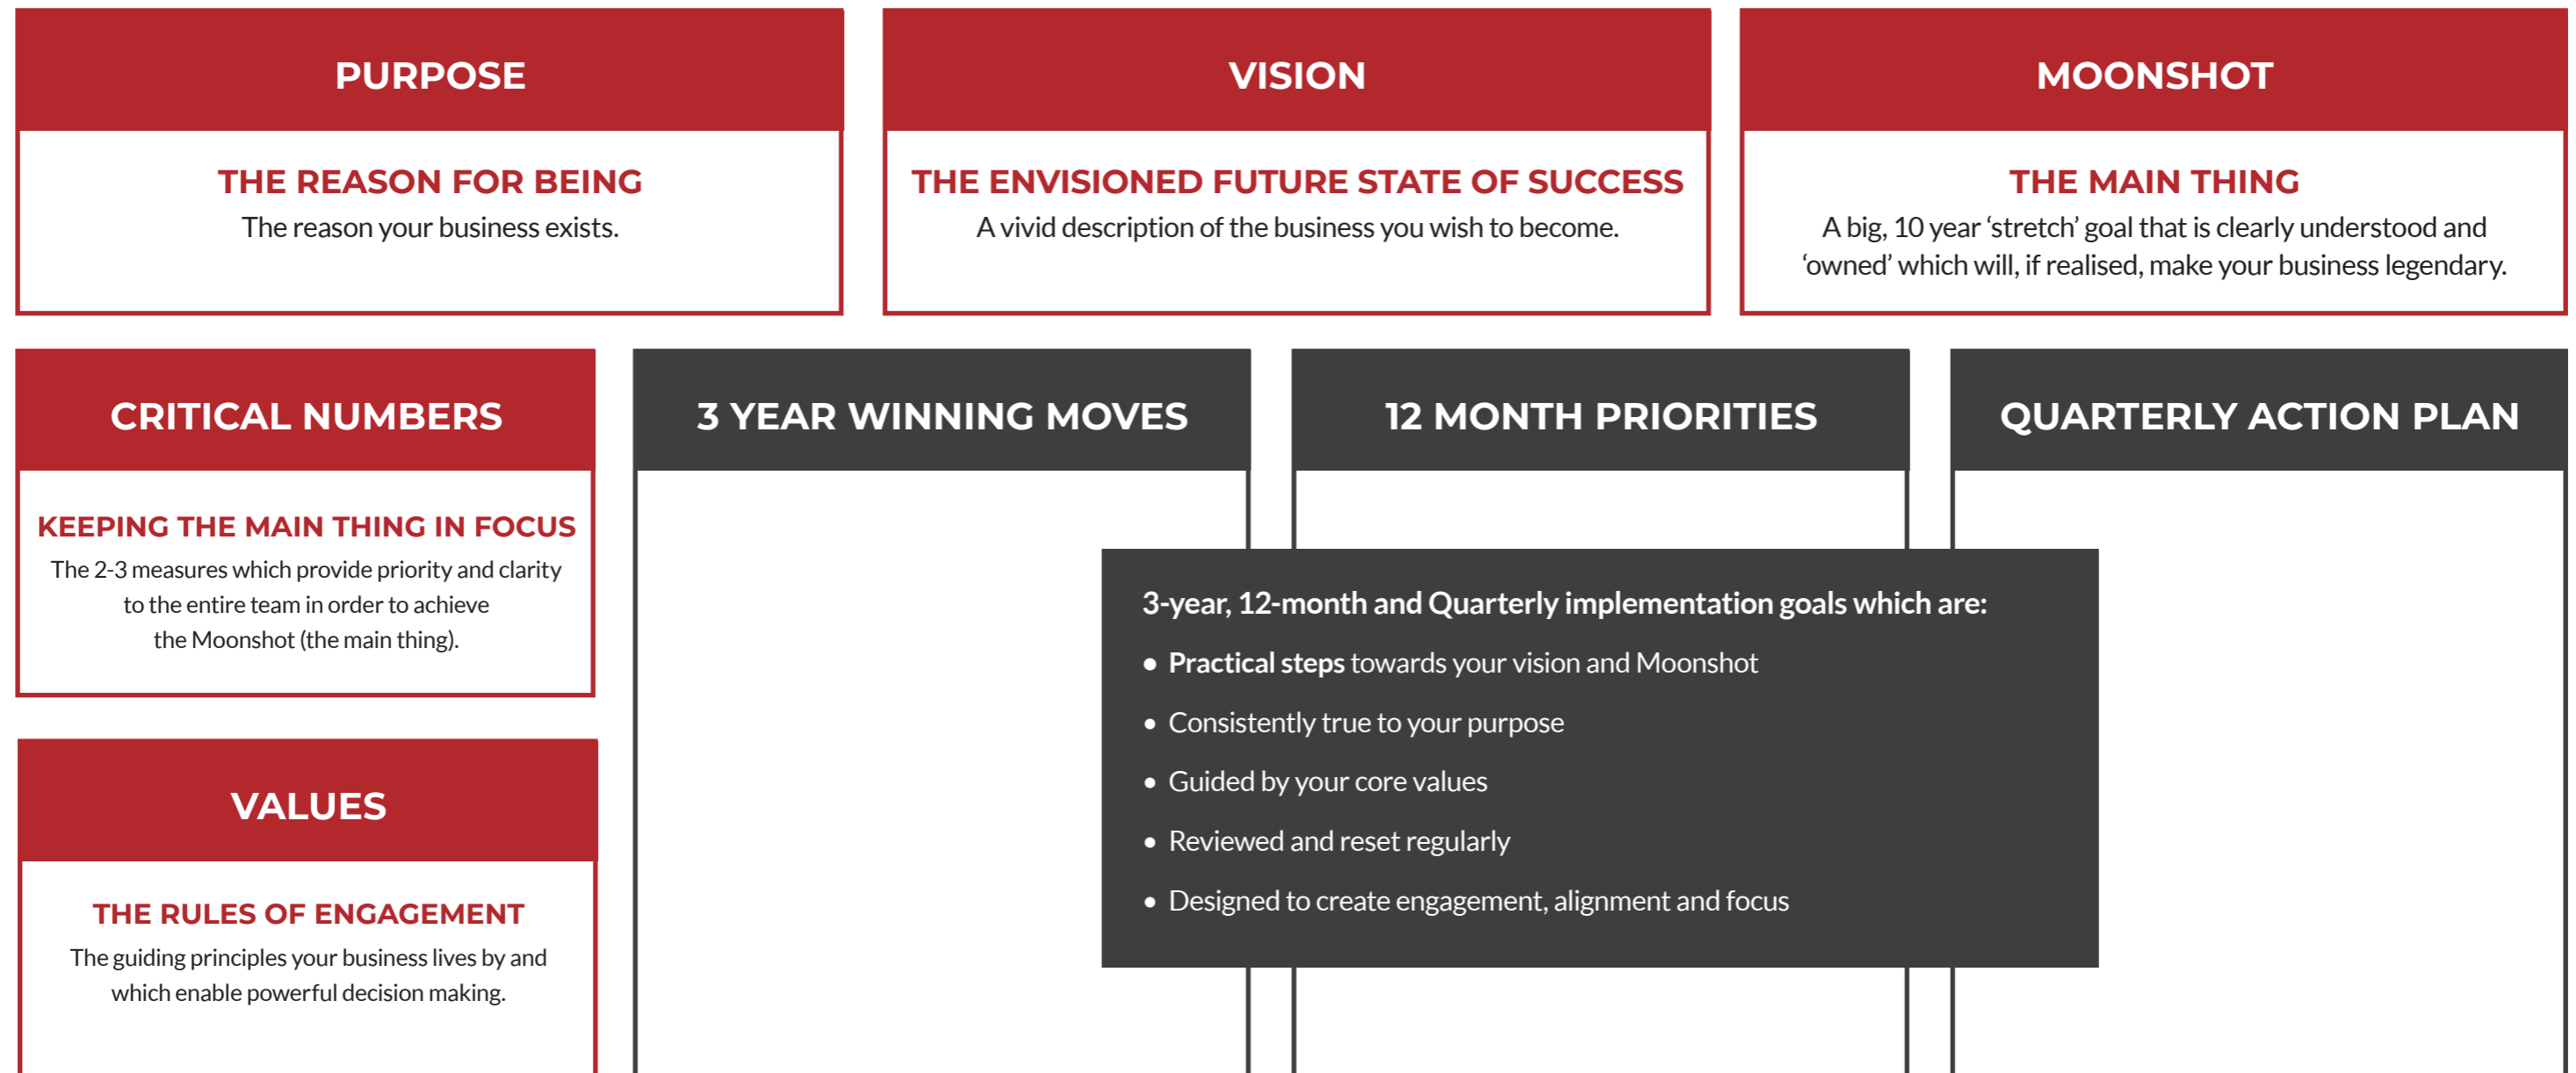 PURPOSE
THE REASON FOR BEING
The reason your business exists.
VISION
THE ENVISIONED FUTURE STATE OF SUCCESS
A vivid description of the business you wish to become.
MOONSHOT
THE MAIN THING
A big, 10 year ‘stretch’ goal that is clearly understood and
‘owned’ which will, if realised, make your business legendary.
CRITICAL NUMBERS
KEEPING THE MAIN THING IN FOCUS
The 2-3 measures which provide priority and clarity
to the entire team in order to achieve
the Moonshot (the main thing).
VALUES
THE RULES OF ENGAGEMENT
The guiding principles your business lives by and
which enable powerful decision making.
3 YEAR WINNING MOVES
12 MONTH PRIORITIES
QUARTERLY ACTION PLAN
3-year, 12-month and Quarterly implementation goals which are:
• Practical steps towards your vision and Moonshot
• Consistently true to your purpose
• Guided by your core values
• Reviewed and reset regularly
• Designed to create engagement, alignment and focus